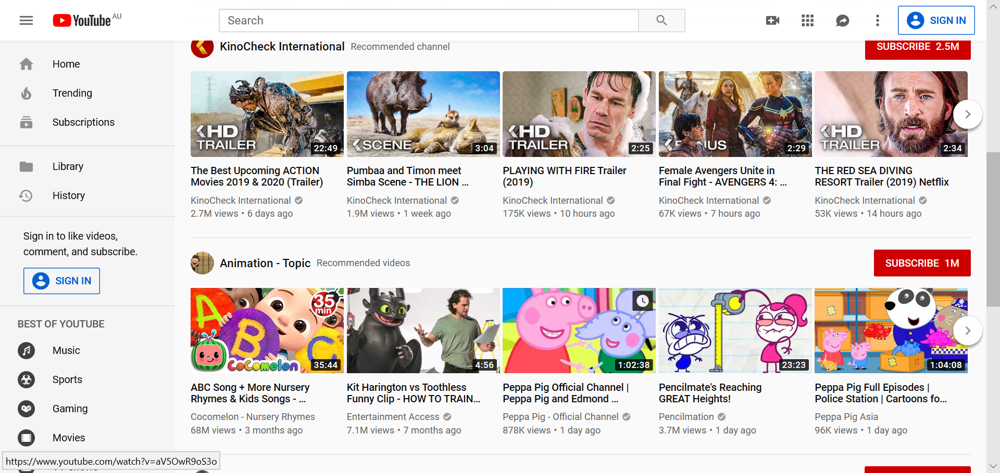 YouTube AU
Search
SIGN IN
Home
Trending
Subscriptions
Library
History
Sign in to like videos,
comment, and subscribe.
SIGN IN
BEST OF YOUTUBE
Music
Sports
Gaming
Movies
https://www.youtube.com/watch?v=aV5OwR9oS3o
KinoCheck International Recommended channel
SUBSCRIBE 2.5M
HD
TRAILER
22:49
SCENE
3:04
HD
TRAILER
2:25
2:29
HD
TRAILER
2:34
The Best Upcoming ACTION
Movies 2019 & 2020 (Trailer)
KinoCheck International
2.7M views • 6 days ago
Pumbaa and Timon meet
Simba Scene - THE LION ...
KinoCheck International
1.9M views • 1 week ago
PLAYING WITH FIRE Trailer
(2019)
KinoCheck International
175K views • 10 hours ago
Female Avengers Unite in
Final Fight - AVENGERS 4: ...
KinoCheck International
67K views • 7 hours ago
THE RED SEA DIVING
RESORT Trailer (2019) Netflix
KinoCheck International
53K views • 14 hours ago
Animation - Topic Recommended videos
SUBSCRIBE 1M
A B C
35
min
CoComelon
35:44
4:56
1:02:38
23:23
1:04:08
ABC Song + More Nursery
Rhymes & Kids Songs - ...
Cocomelon - Nursery Rhymes
68M views • 3 months ago
Kit Harington vs Toothless
Funny Clip - HOW TO TRAIN...
Entertainment Access
7.1M views • 7 months ago
Peppa Pig Official Channel |
Peppa Pig and Edmond ...
Peppa Pig - Official Channel
878K views • 1 day ago
Pencilmate's Reaching
GREAT Heights!
Pencilmation
3.7M views • 1 day ago
Peppa Pig Full Episodes |
Police Station | Cartoons fo...
Peppa Pig Asia
96K views • 1 day ago